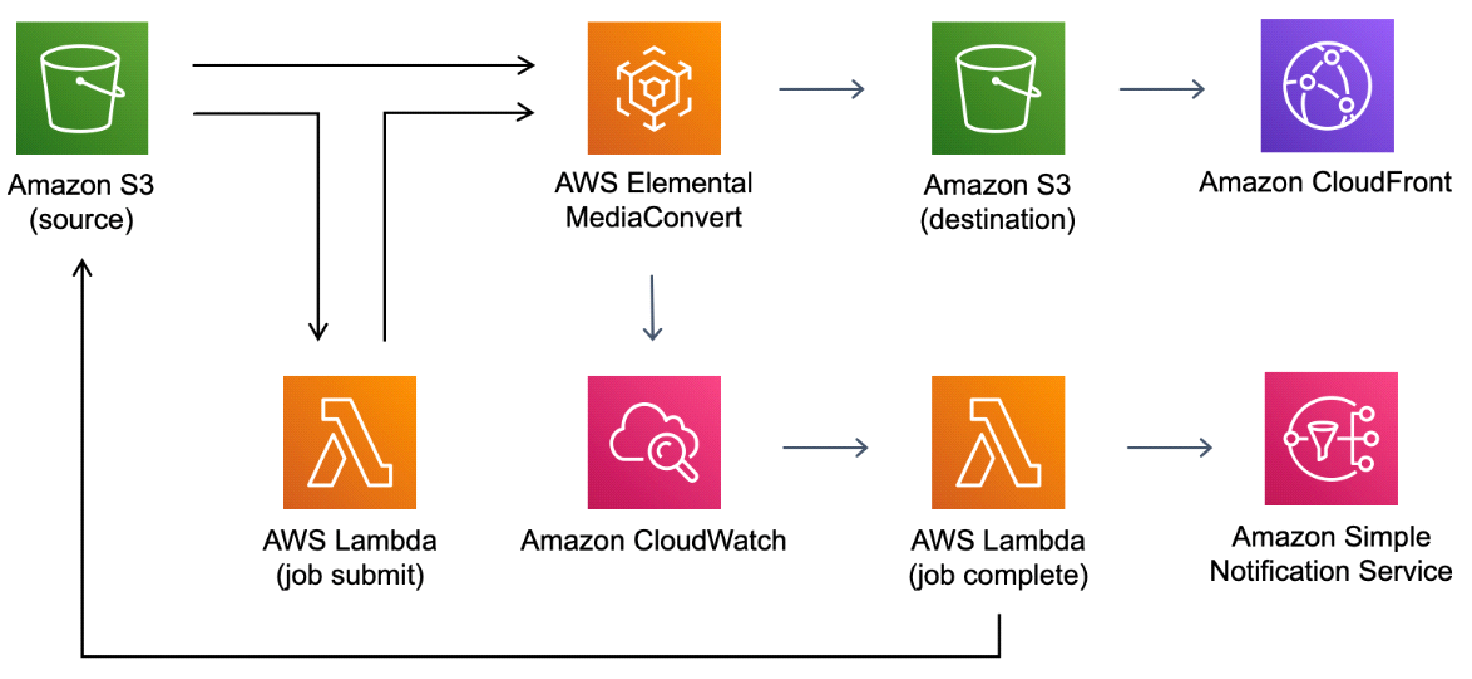 Amazon S3
(source)
AWS Elemental
MediaConvert
Amazon S3
(destination)
Amazon CloudFront
AWS Lambda
(job submit)
Amazon CloudWatch
AWS Lambda
(job complete)
Amazon Simple
Notification Service